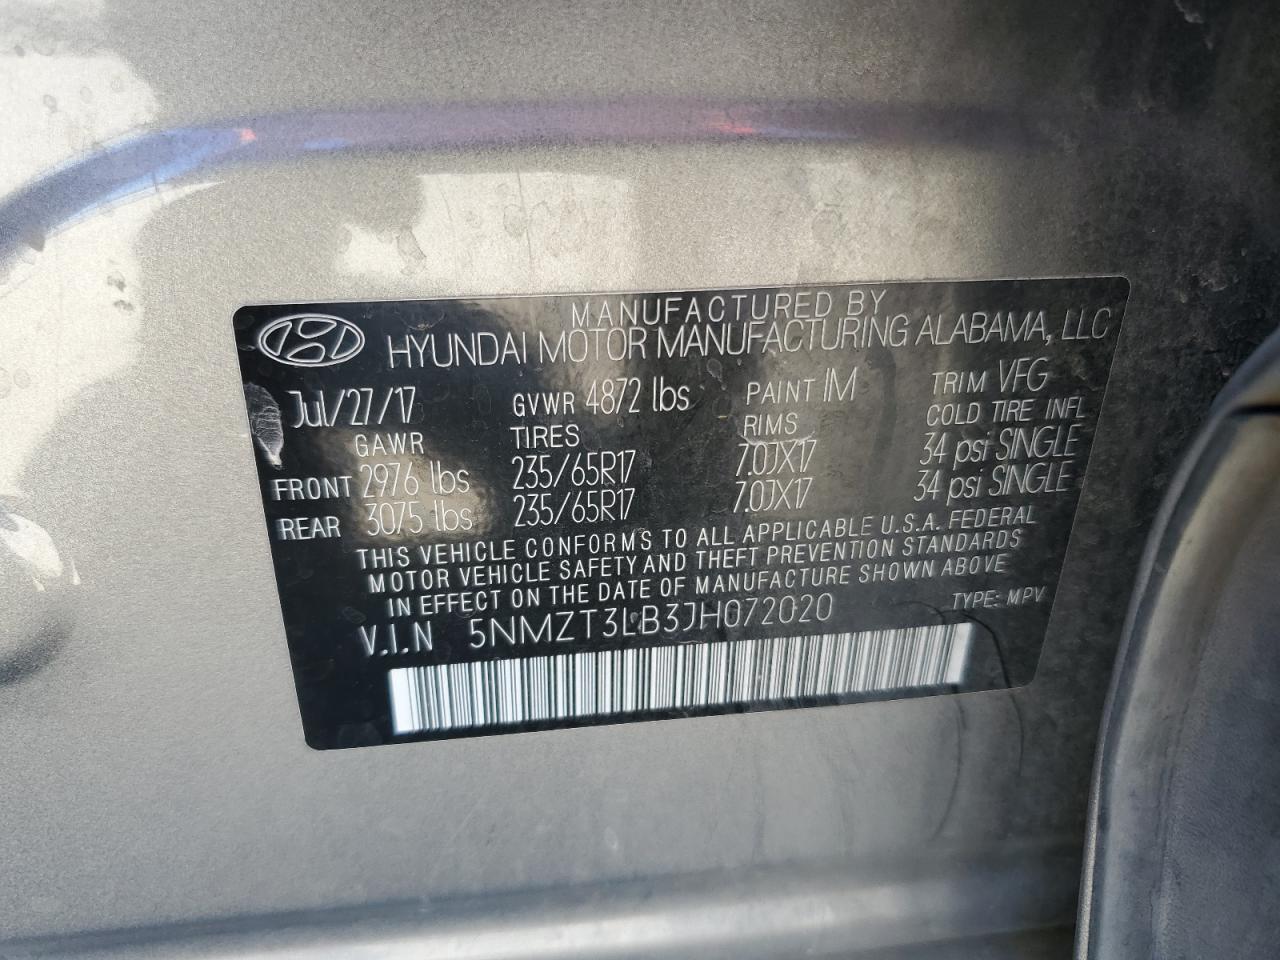 MANUFACTURED BY
HYUNDAI MOTOR MANUFACTURING ALABAMA, LLC
Jul/27/17 GVWR 4872 lbs PAINT IM TRIM VFG
GAWR TIRES RIMS COLD TIRE INFL
FRONT 2976 lbs 235/65R17 7.0JX17 34 psi SINGLE
REAR 3075 lbs 235/65R17 7.0JX17 34 psi SINGLE
THIS VEHICLE CONFORMS TO ALL APPLICABLE U.S.A. FEDERAL
MOTOR VEHICLE SAFETY AND THEFT PREVENTION STANDARDS
IN EFFECT ON THE DATE OF MANUFACTURE SHOWN ABOVE
V.I.N 5NMZT3LB3JH072020 TYPE: MPV